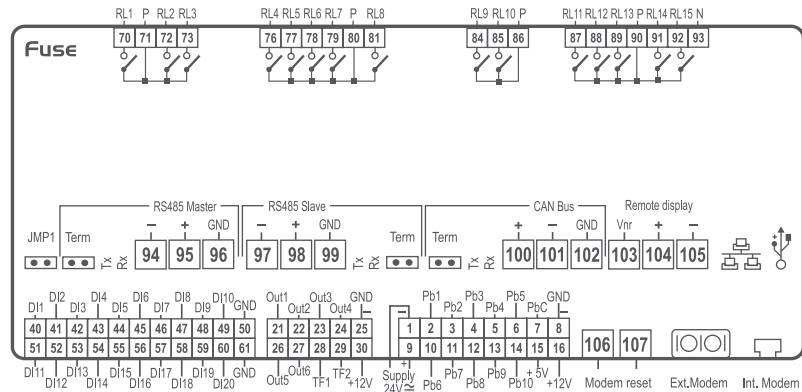 RL1 P RL2 RL3 RL4 RL5 RL6 RL7 P RL8 RL9 RL10 P RL11 RL12 RL13 P RL14 RL15 N
70 71 72 73 76 77 78 79 80 81 84 85 86 87 88 89 90 91 92 93
Fuse
RS485 Master RS485 Slave CAN Bus Remote display
JMP1 Term − + GND − + GND Term + − GND Vnr + −
Tx Rx 94 95 96 97 98 99 Tx Rx 100 101 102 103 104 105
DI1 DI2 DI3 DI4 DI5 DI6 DI7 DI8 DI9 DI10 GND Out1 Out2 Out3 Out4 GND − Pb1 Pb2 Pb3 Pb4 Pb5 PbC GND −
40 41 42 43 44 45 46 47 48 49 50 21 22 23 24 25 − 1 2 3 4 5 6 7 8
51 52 53 54 55 56 57 58 59 60 61 26 27 28 29 30 + 9 10 11 12 13 14 15 16 106 107
DI11 DI12 DI13 DI14 DI15 DI16 DI17 DI18 DI19 DI20 GND Out5 Out6 TF1 TF2 +12V Supply 24V Pb6 Pb7 Pb8 Pb9 Pb10 + 5V +12V Modem reset Ext.Modem Int. Modem